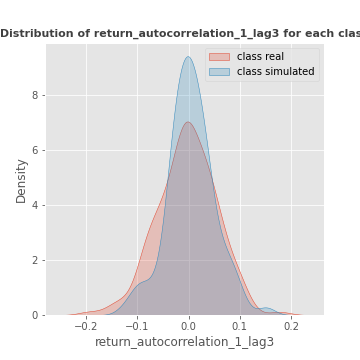 Distribution of return_autocorrelation_1_lag3 for each clas
class real
class simulated
Density
8
6
4
2
0
−0.2 −0.1 0.0 0.1 0.2
return_autocorrelation_1_lag3